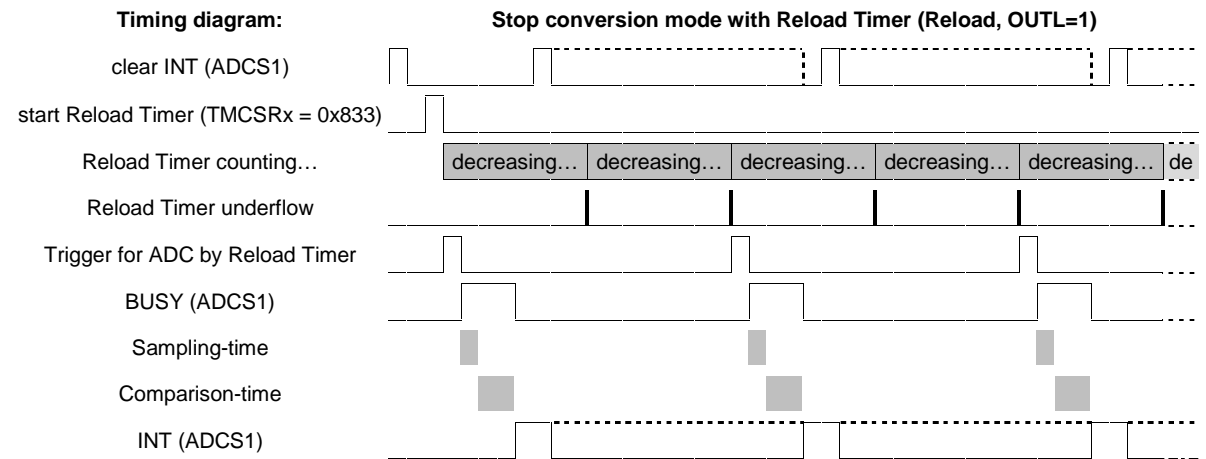 Timing diagram: Stop conversion mode with Reload Timer (Reload, OUTL=1)
clear INT (ADCS1)
start Reload Timer (TMCSRx = 0x833)
Reload Timer counting… decreasing… decreasing… decreasing… decreasing… decreasing… de
Reload Timer underflow
Trigger for ADC by Reload Timer
BUSY (ADCS1)
Sampling-time
Comparison-time
INT (ADCS1)